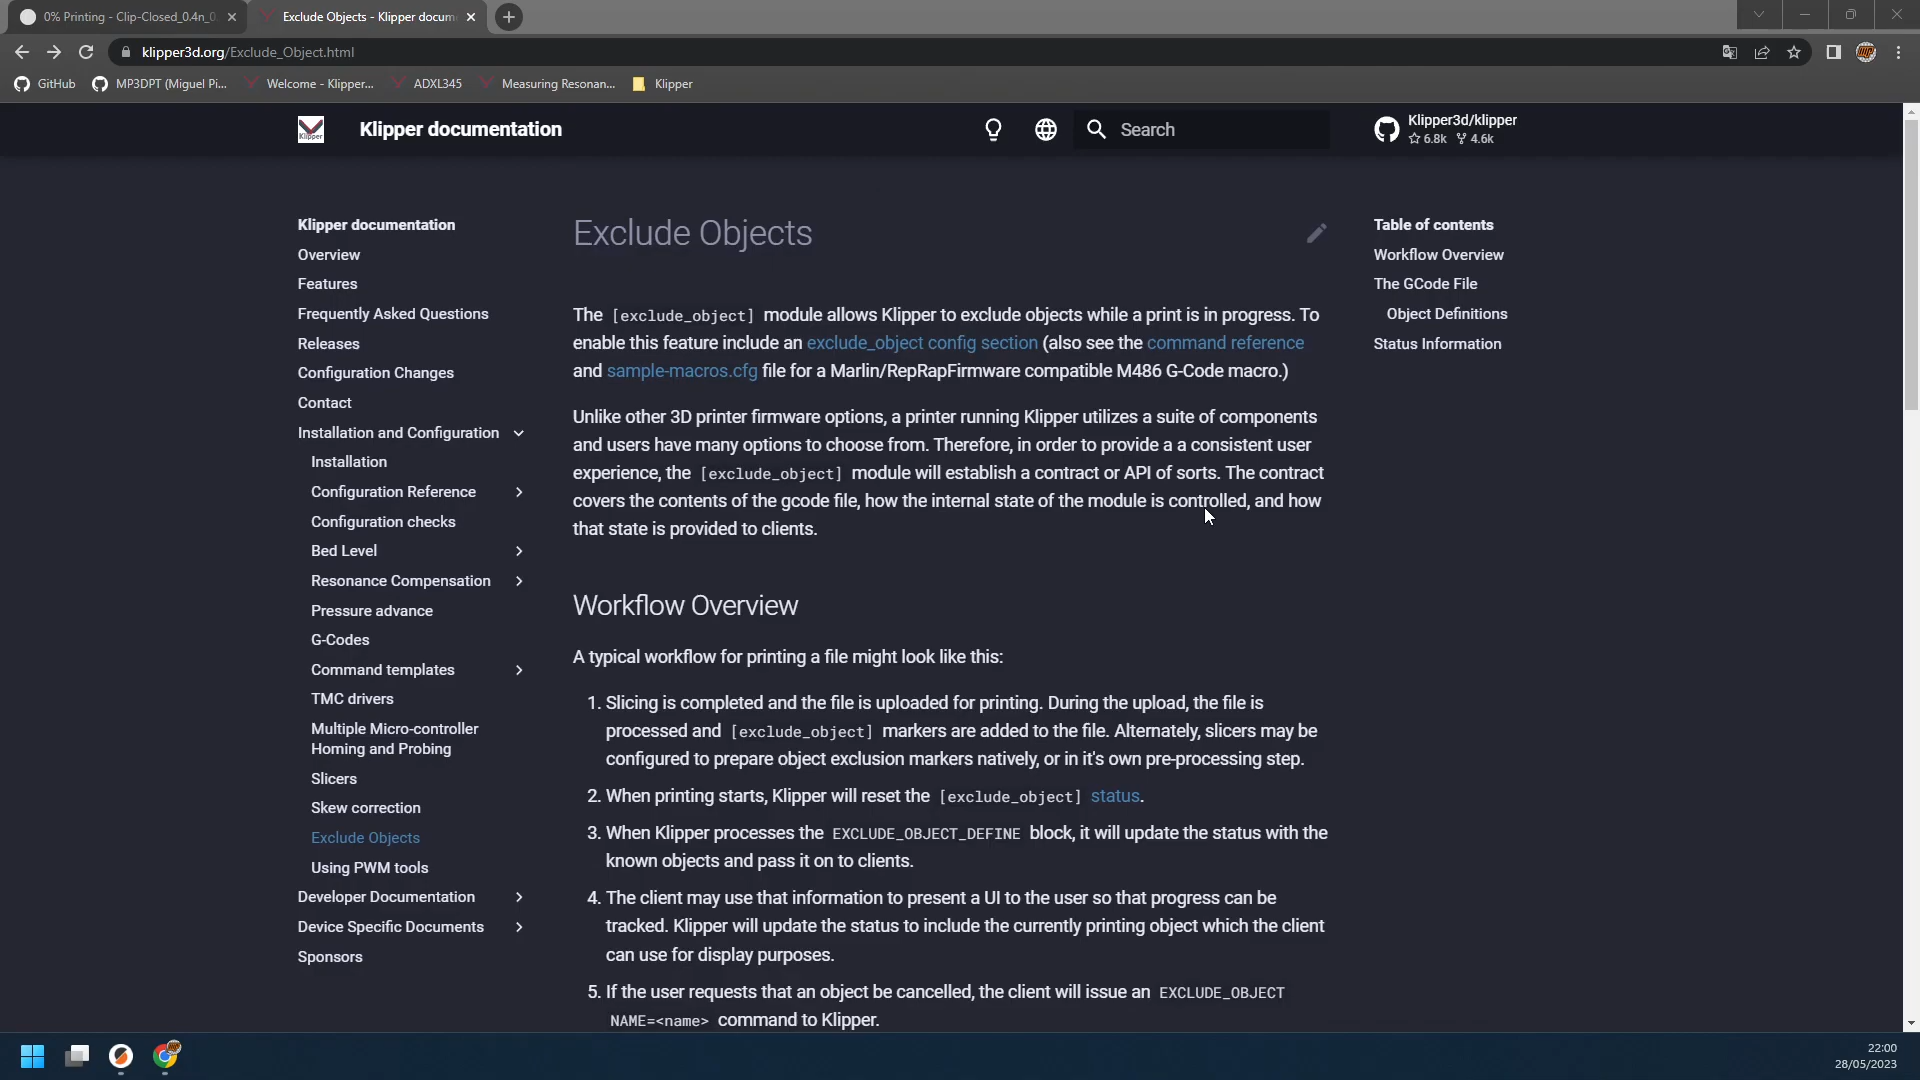 0% Printing - Clip-Closed_0.4n_0
Exclude Objects - Klipper docum
klipper3d.org/Exclude_Object.html
GitHub
MP3DPT (Miguel Pi...
Welcome - Klipper...
ADXL345
Measuring Resonan...
Klipper
Klipper
Klipper documentation
Search
Klipper3d/klipper
6.8k 4.6k
Klipper documentation
Overview
Features
Frequently Asked Questions
Releases
Configuration Changes
Contact
Installation and Configuration
Installation
Configuration Reference
Configuration checks
Bed Level
Resonance Compensation
Pressure advance
G-Codes
Command templates
TMC drivers
Multiple Micro-controller
Homing and Probing
Slicers
Skew correction
Exclude Objects
Using PWM tools
Developer Documentation
Device Specific Documents
Sponsors
Exclude Objects
The [exclude_object] module allows Klipper to exclude objects while a print is in progress. To
enable this feature include an exclude_object config section (also see the command reference
and sample-macros.cfg file for a Marlin/RepRapFirmware compatible M486 G-Code macro.)
Unlike other 3D printer firmware options, a printer running Klipper utilizes a suite of components
and users have many options to choose from. Therefore, in order to provide a a consistent user
experience, the [exclude_object] module will establish a contract or API of sorts. The contract
covers the contents of the gcode file, how the internal state of the module is controlled, and how
that state is provided to clients.
Workflow Overview
A typical workflow for printing a file might look like this:
1. Slicing is completed and the file is uploaded for printing. During the upload, the file is
processed and [exclude_object] markers are added to the file. Alternately, slicers may be
configured to prepare object exclusion markers natively, or in it's own pre-processing step.
2. When printing starts, Klipper will reset the [exclude_object] status.
3. When Klipper processes the EXCLUDE_OBJECT_DEFINE block, it will update the status with the
known objects and pass it on to clients.
4. The client may use that information to present a UI to the user so that progress can be
tracked. Klipper will update the status to include the currently printing object which the client
can use for display purposes.
5. If the user requests that an object be cancelled, the client will issue an EXCLUDE_OBJECT
NAME=<name> command to Klipper.
Table of contents
Workflow Overview
The GCode File
Object Definitions
Status Information
22:00
28/05/2023